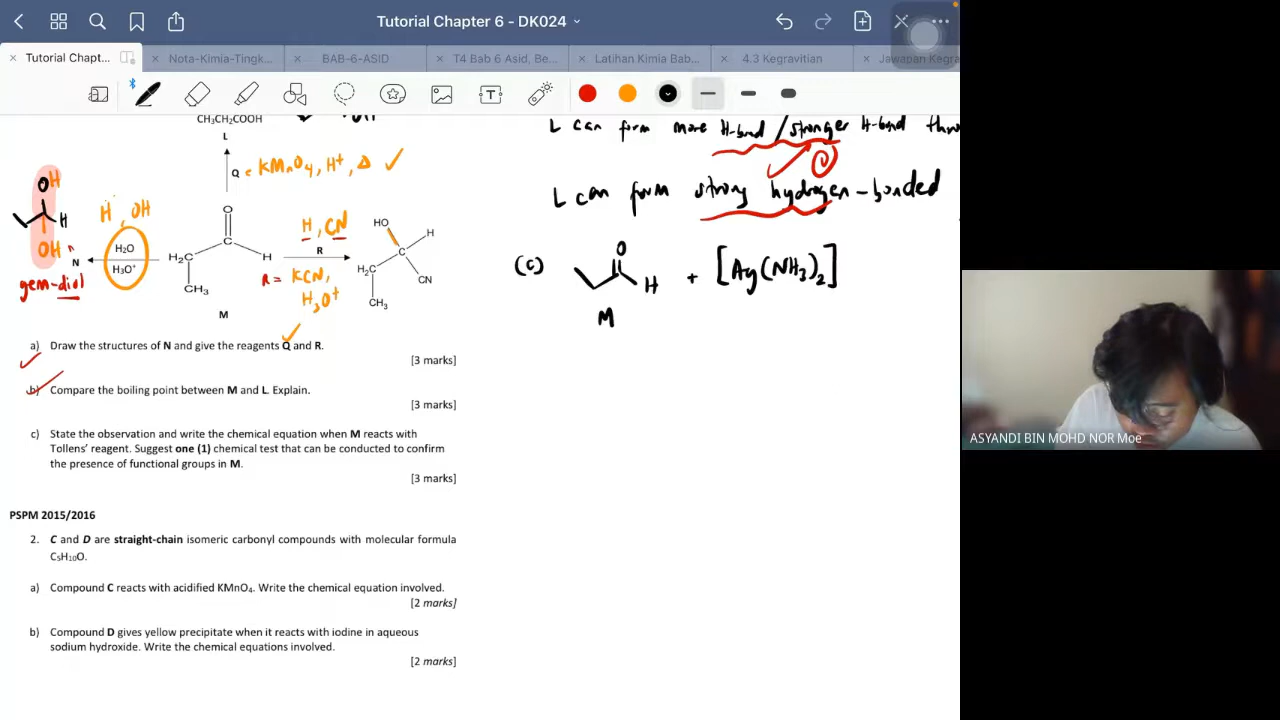 Tutorial Chapter 6 - DK024
Tutorial Chapt...
Nota-Kimia-Tingk...
BAB-6-ASID
T4 Bab 6 Asid, Be...
Latihan Kimia Bab...
4.3 Kegravitian
Jawapan Kegra
CH₃CH₂COOH
L
Q = KMnO₄, H⁺, Δ ✓
OH
H
OH
N
gem-diol
H, OH
H₂O
H₃O⁺
O
C
H₂C
H
CH₃
M
H, CN
R
R = KCN,
H₃O⁺
HO
H
C
H₂C
CN
CH₃
a) Draw the structures of N and give the reagents Q and R.
[3 marks]
b) Compare the boiling point between M and L. Explain.
[3 marks]
c) State the observation and write the chemical equation when M reacts with
Tollens' reagent. Suggest one (1) chemical test that can be conducted to confirm
the presence of functional groups in M.
[3 marks]
PSPM 2015/2016
2. C and D are straight-chain isomeric carbonyl compounds with molecular formula
C₅H₁₀O.
a) Compound C reacts with acidified KMnO₄. Write the chemical equation involved.
[2 marks]
b) Compound D gives yellow precipitate when it reacts with iodine in aqueous
sodium hydroxide. Write the chemical equations involved.
[2 marks]
L can form more H-bond / stronger H-bond
L can form strong hydrogen-bonded
(c)
O
H
+ [Ag(NH₃)₂]
M
ASYANDI BIN MOHD NOR Moe